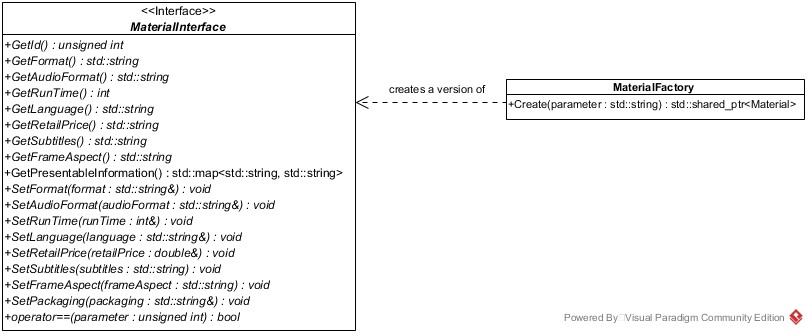 <<Interface>>
MaterialInterface
+GetId() : unsigned int
+GetFormat() : std::string
+GetAudioFormat() : std::string
+GetRunTime() : int
+GetLanguage() : std::string
+GetRetailPrice() : std::string
+GetSubtitles() : std::string
+GetFrameAspect() : std::string
+GetPresentableInformation() : std::map<std::string, std::string>
+SetFormat(format : std::string&) : void
+SetAudioFormat(audioFormat : std::string&) : void
+SetRunTime(runTime : int&) : void
+SetLanguage(language : std::string&) : void
+SetRetailPrice(retailPrice : double&) : void
+SetSubtitles(subtitles : std::string) : void
+SetFrameAspect(frameAspect : std::string) : void
+SetPackaging(packaging : std::string&) : void
+operator==(parameter : unsigned int) : bool
creates a version of
MaterialFactory
+Create(parameter : std::string) : std::shared_ptr<Material>
Powered By Visual Paradigm Community Edition